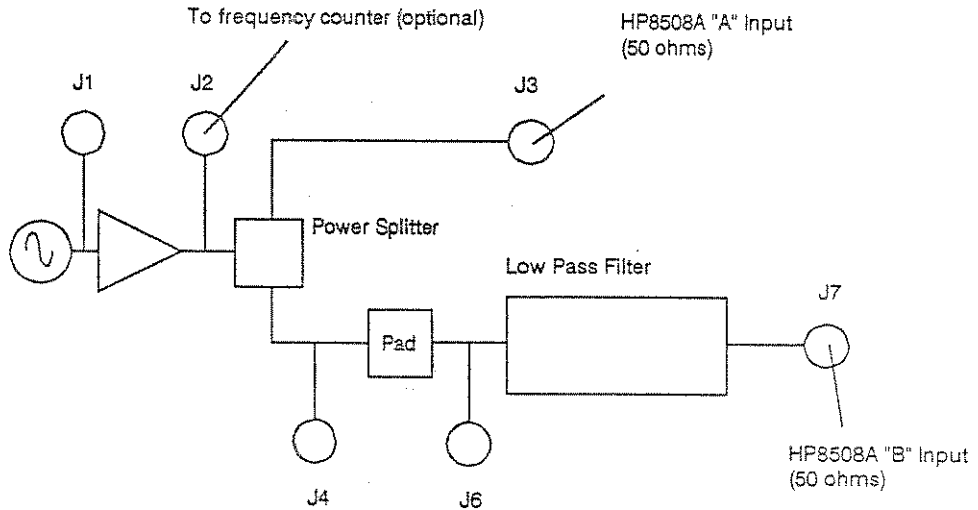 To frequency counter (optional)
HP8508A "A" Input
(50 ohms)
J1
J2
J3
Power Splitter
Low Pass Filter
J7
Pad
HP8508A "B" Input
(50 ohms)
J4
J6